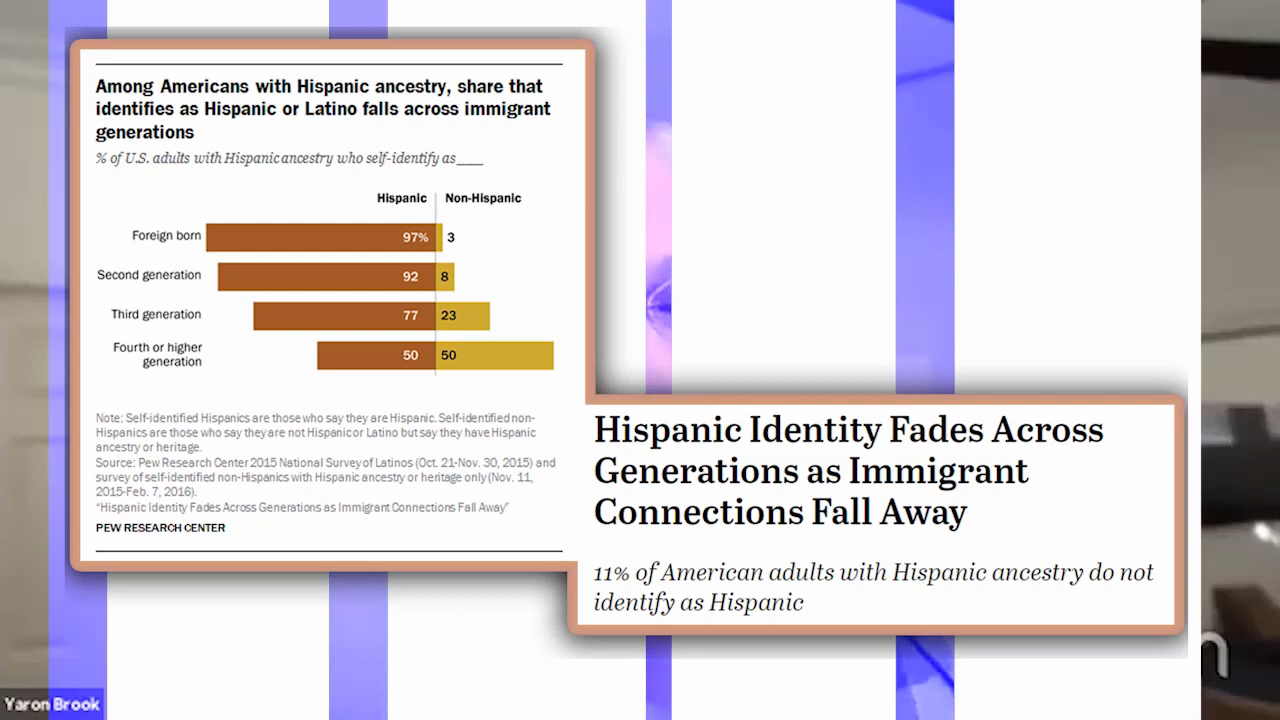 Among Americans with Hispanic ancestry, share that
identifies as Hispanic or Latino falls across immigrant
generations
% of U.S. adults with Hispanic ancestry who self-identify as ___
Hispanic Non-Hispanic
Foreign born 97% 3
Second generation 92 8
Third generation 77 23
Fourth or higher
generation 50 50
Note: Self-identified Hispanics are those who say they are Hispanic. Self-identified non-
Hispanics are those who say they are not Hispanic or Latino but say they have Hispanic
ancestry or heritage.
Source: Pew Research Center 2015 National Survey of Latinos (Oct. 21-Nov. 30, 2015) and
survey of self-identified non-Hispanics with Hispanic ancestry or heritage only (Nov. 11,
2015-Feb. 7, 2016).
"Hispanic Identity Fades Across Generations as Immigrant Connections Fall Away"
PEW RESEARCH CENTER
Hispanic Identity Fades Across
Generations as Immigrant
Connections Fall Away
11% of American adults with Hispanic ancestry do not
identify as Hispanic
Yaron Brook